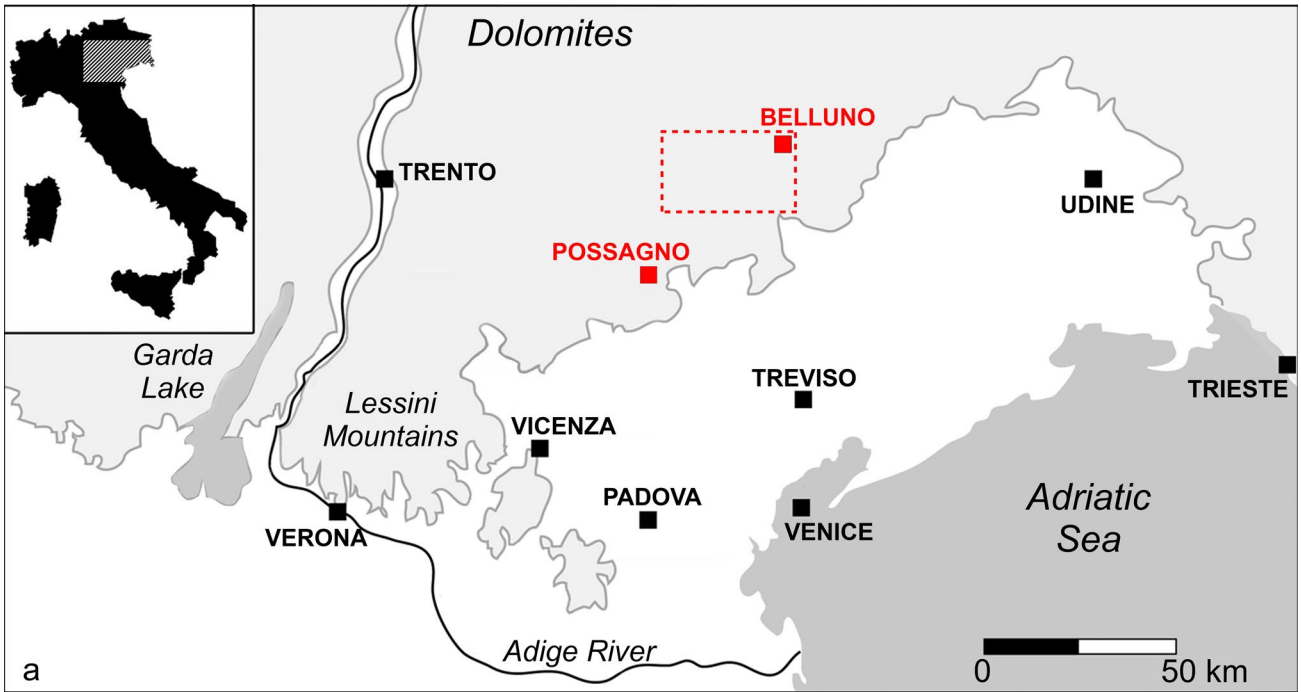 Dolomites
BELLUNO
TRENTO
UDINE
POSSAGNO
Garda
Lake
TREVISO
TRIESTE
Lessini
Mountains
VICENZA
PADOVA
Adriatic
Sea
VERONA
VENICE
Adige River
a
0 50 km